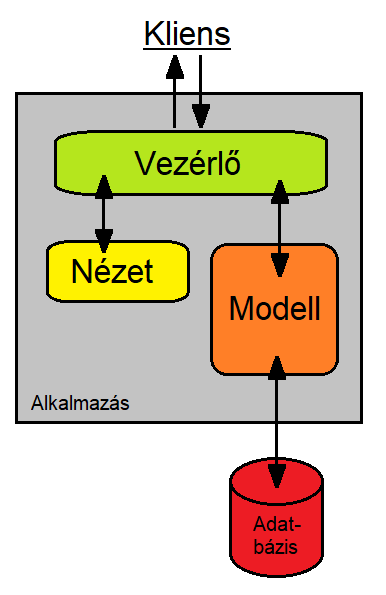 Kliens
Vezérlő
Nézet
Modell
Alkalmazás
Adat-
bázis